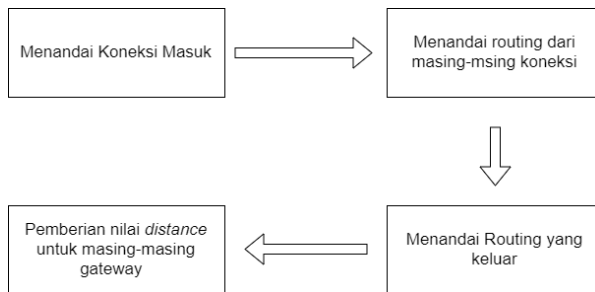 Menandai Koneksi Masuk
Menandai routing dari
masing-msing koneksi
Menandai Routing yang
keluar
Pemberian nilai distance
untuk masing-masing
gateway